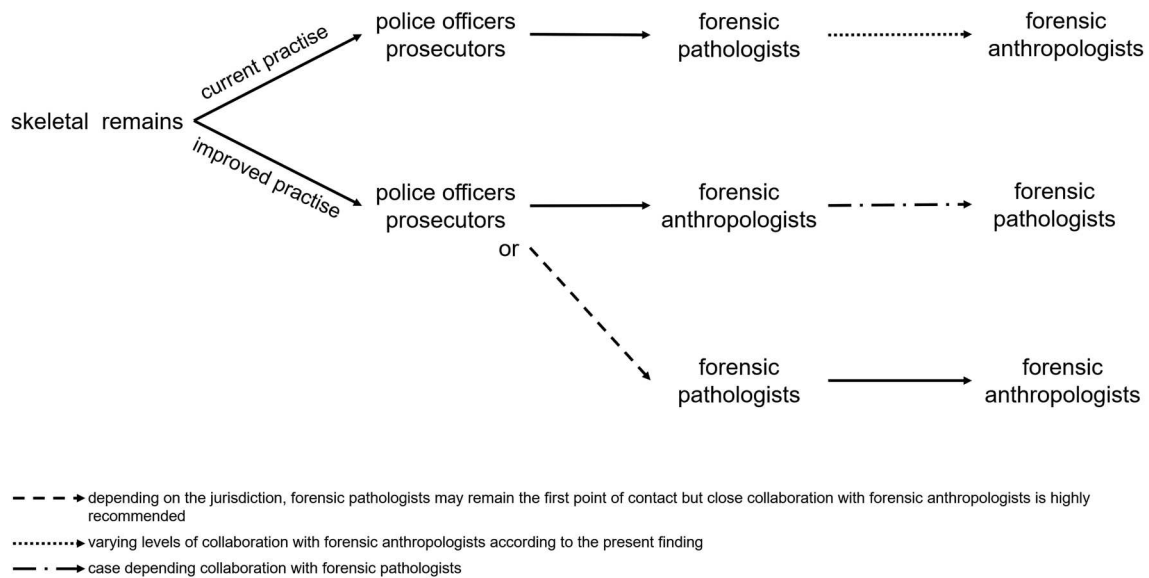 current practise
police officers
prosecutors
forensic
pathologists
forensic
anthropologists
skeletal remains
improved practise
police officers
prosecutors
or
forensic
anthropologists
forensic
pathologists
forensic
pathologists
forensic
anthropologists
depending on the jurisdiction, forensic pathologists may remain the first point of contact but close collaboration with forensic anthropologists is highly
recommended
varying levels of collaboration with forensic anthropologists according to the present finding
case depending collaboration with forensic pathologists